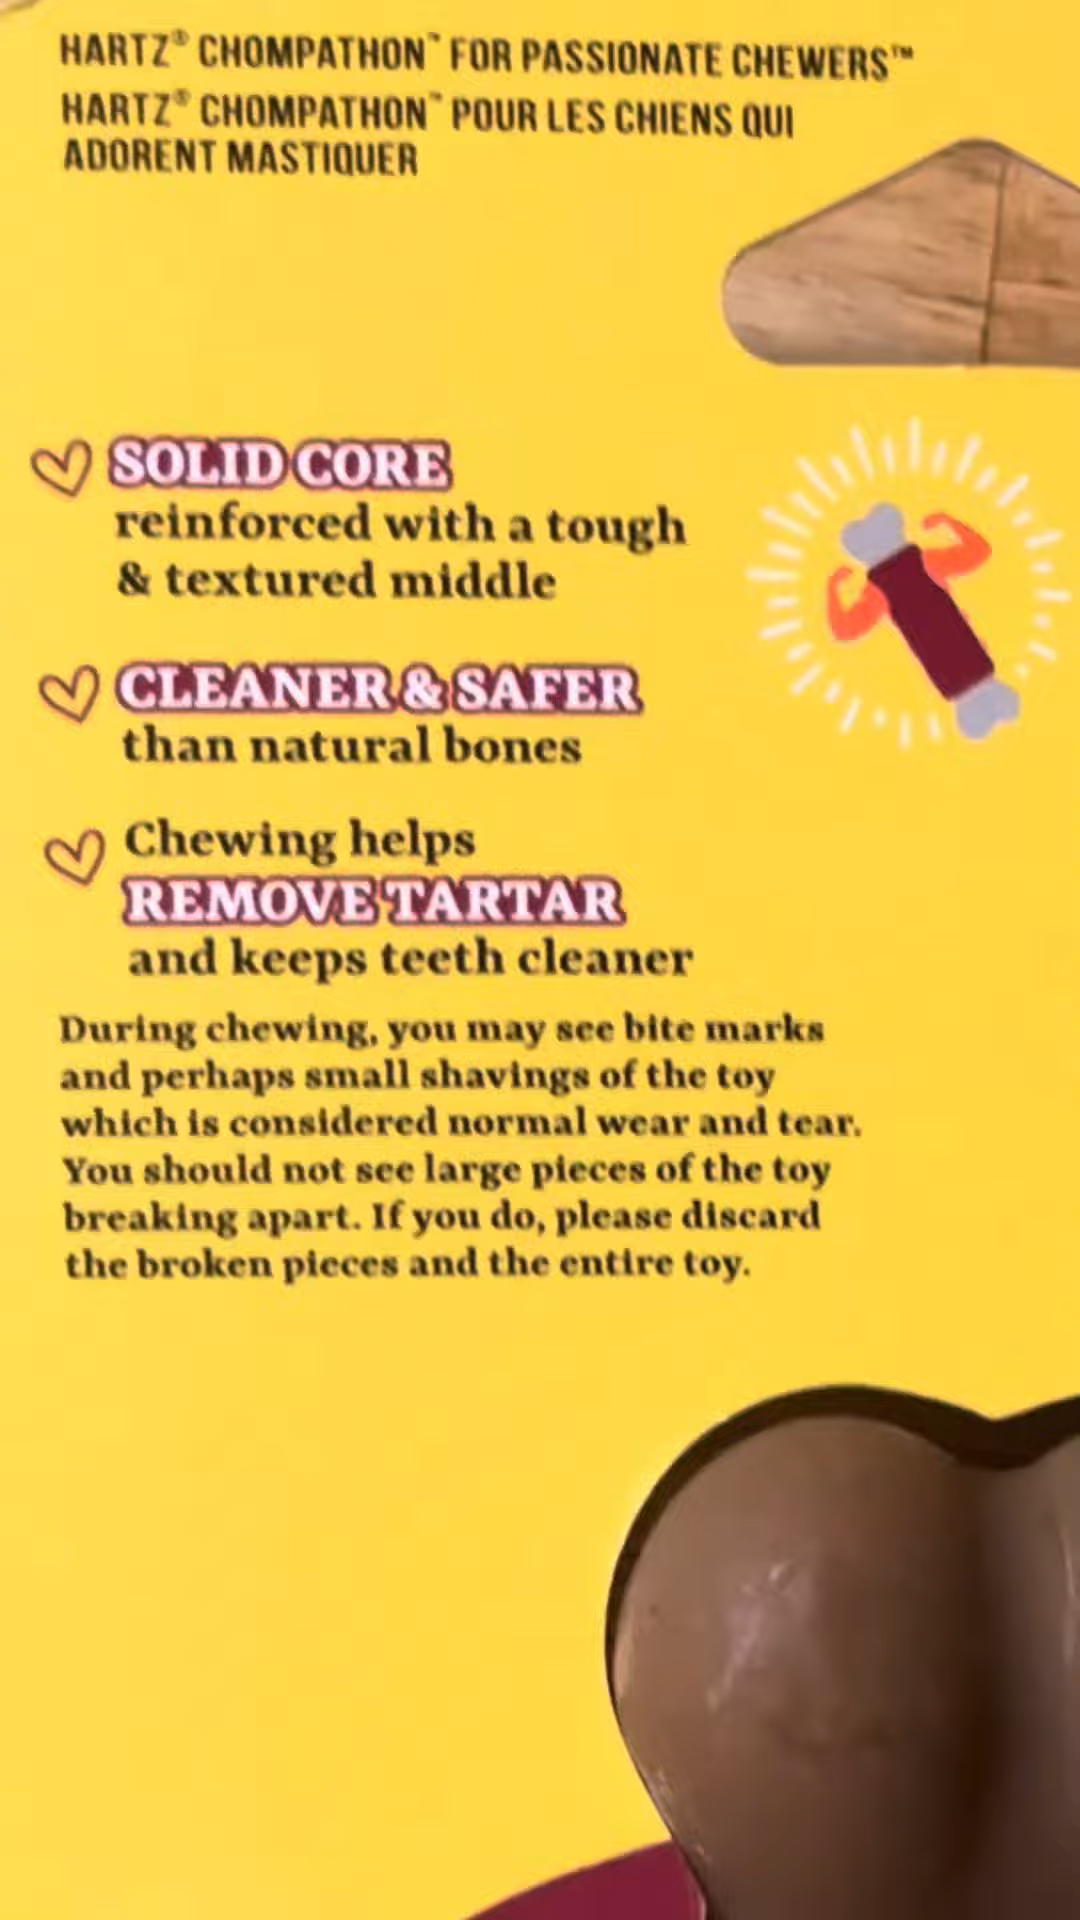 HARTZ® CHOMPATHON™ FOR PASSIONATE CHEWERS™
HARTZ® CHOMPATHON™ POUR LES CHIENS QUI
ADORENT MASTIQUER
SOLID CORE
reinforced with a tough
& textured middle
CLEANER & SAFER
than natural bones
Chewing helps
REMOVE TARTAR
and keeps teeth cleaner
During chewing, you may see bite marks
and perhaps small shavings of the toy
which is considered normal wear and tear.
You should not see large pieces of the toy
breaking apart. If you do, please discard
the broken pieces and the entire toy.